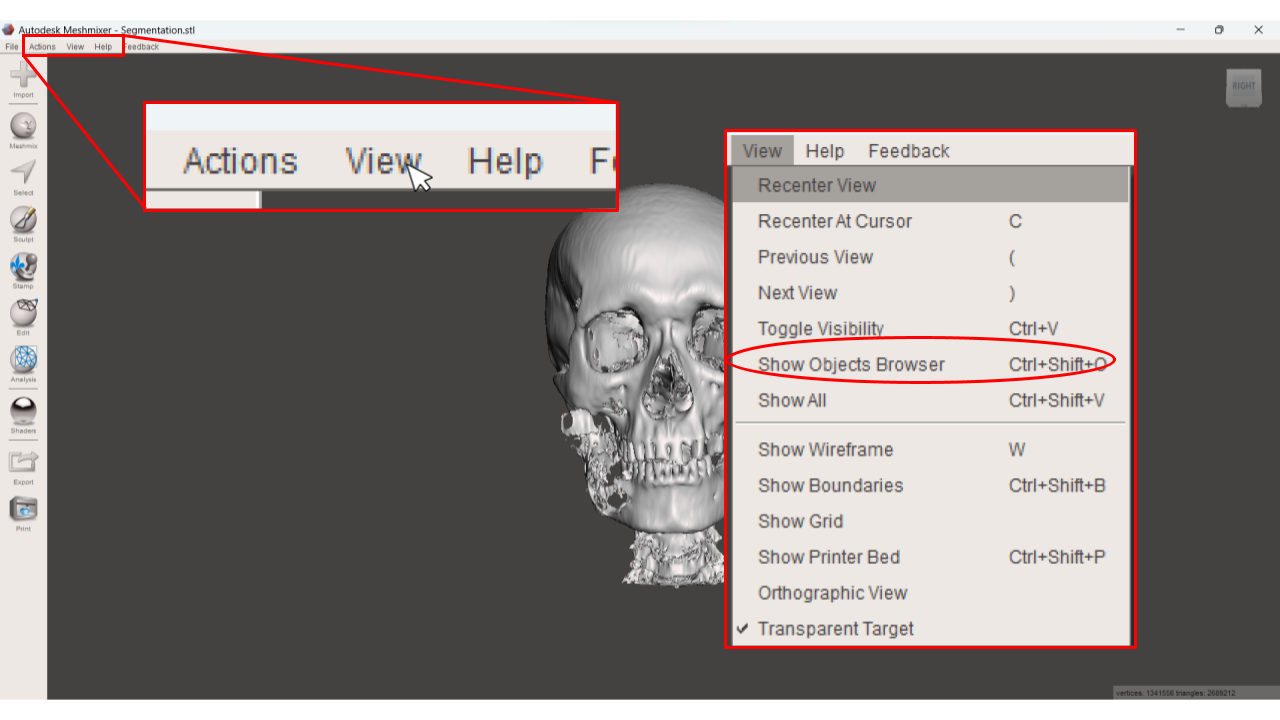 Autodesk Meshmixer - Segmentation.stl
File Actions View Help Feedback
Import
Meshmix
Select
Sculpt
Stamp
Edit
Analysis
Shaders
Export
Print
Actions View Help
RIGHT
View Help Feedback
Recenter View
Recenter At Cursor C
Previous View (
Next View )
Toggle Visibility Ctrl+V
Show Objects Browser Ctrl+Shift+O
Show All Ctrl+Shift+V
Show Wireframe W
Show Boundaries Ctrl+Shift+B
Show Grid
Show Printer Bed Ctrl+Shift+P
Orthographic View
Transparent Target
vertices: 1341556 triangles: 2689212